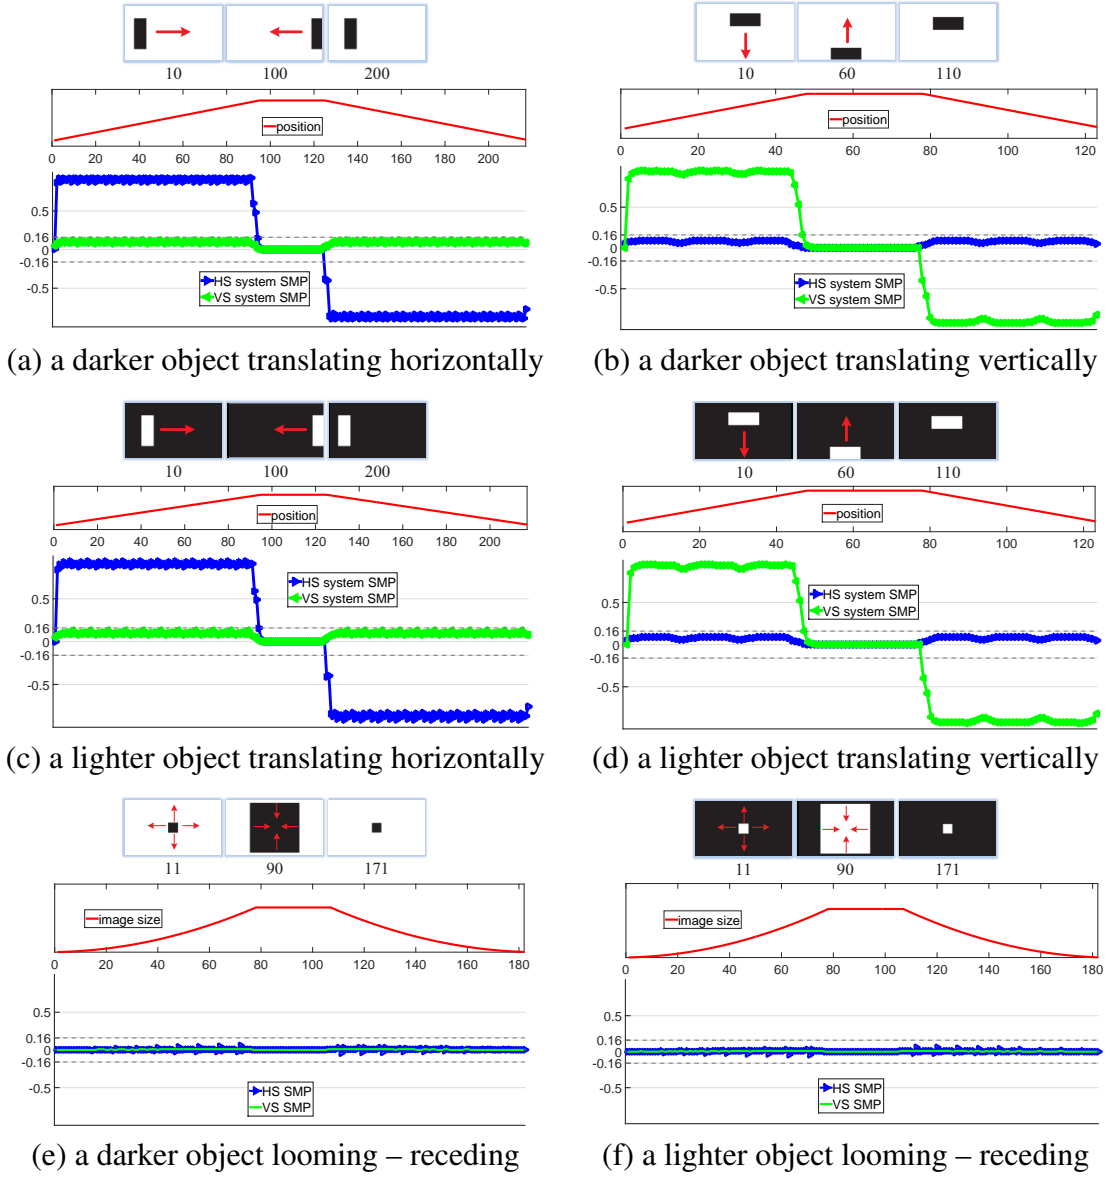 10 100 200
position
0 20 40 60 80 100 120 140 160 180 200
0.5
0.16
0
-0.16
-0.5
HS system SMP
VS system SMP
(a) a darker object translating horizontally
10 60 110
position
0 20 40 60 80 100 120
0.5
0.16
0
-0.16
-0.5
HS system SMP
VS system SMP
(b) a darker object translating vertically
10 100 200
0 20 40 60 80 100 120 140 160 180 200
position
0.5
0.16
0
-0.16
-0.5
HS system SMP
VS system SMP
(c) a lighter object translating horizontally
10 60 110
position
0 20 40 60 80 100 120
0.5
0.16
0
-0.16
-0.5
HS system SMP
VS system SMP
(d) a lighter object translating vertically
11 90 171
image size
0 20 40 60 80 100 120 140 160 180
0.5
0.16
0
-0.16
-0.5
HS SMP
VS SMP
(e) a darker object looming – receding
11 90 171
image size
0 20 40 60 80 100 120 140 160 180
0.5
0.16
0
-0.16
-0.5
HS SMP
VS SMP
(f) a lighter object looming – receding